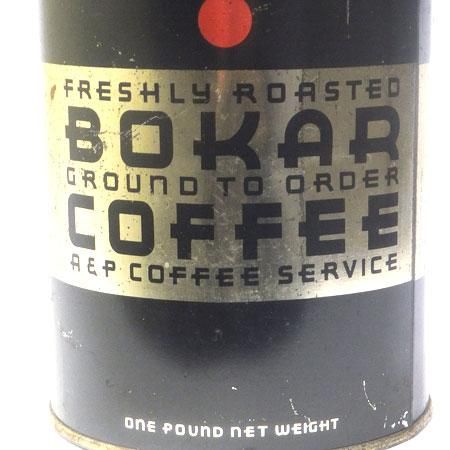 FRESHLY ROASTED
BOKAR
GROUND TO ORDER
COFFEE
A&P COFFEE SERVICE
ONE POUND NET WEIGHT